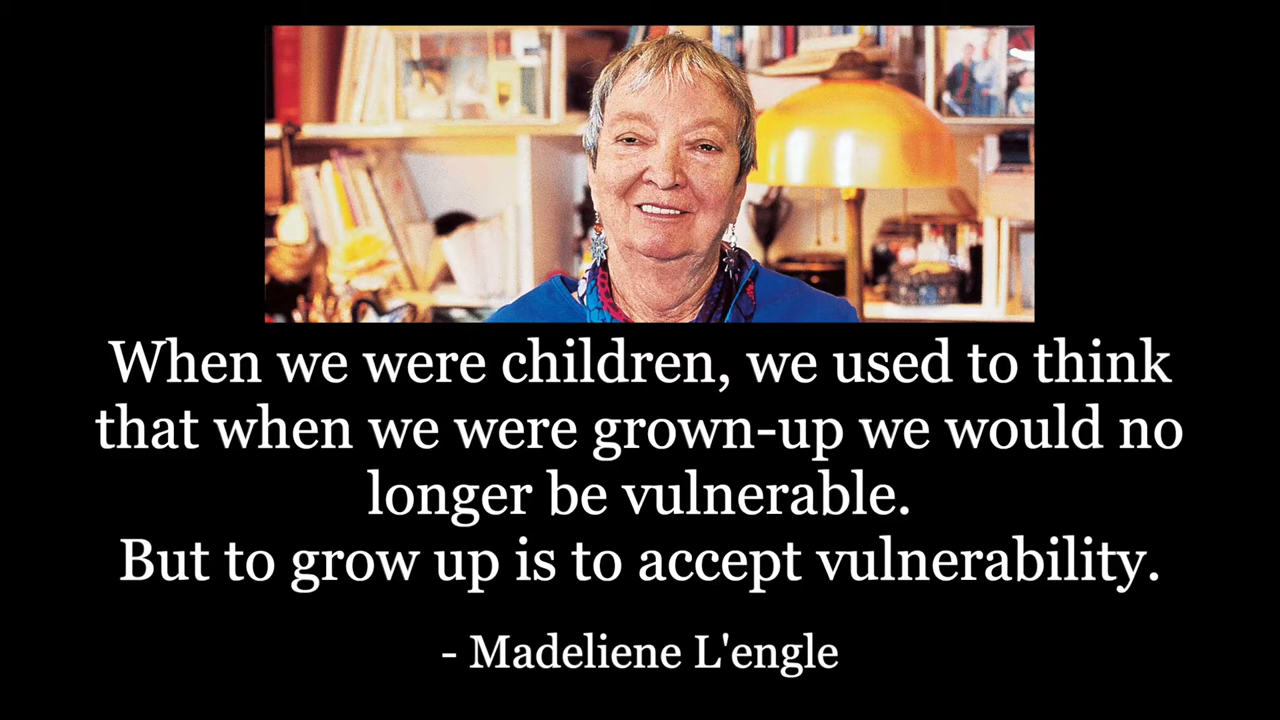 When we were children, we used to think
that when we were grown-up we would no
longer be vulnerable.
But to grow up is to accept vulnerability.
- Madeliene L'engle